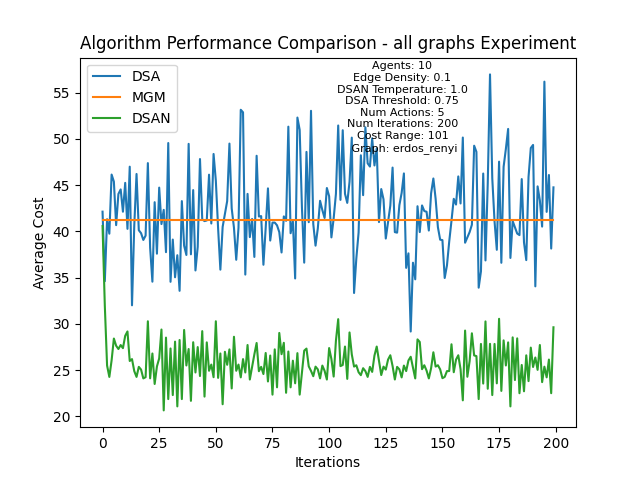 Algorithm Performance Comparison - all graphs Experiment
DSA
MGM
DSAN
Agents: 10
Edge Density: 0.1
DSAN Temperature: 1.0
DSA Threshold: 0.75
Num Actions: 5
Num Iterations: 200
Cost Range: 101
Graph: erdos_renyi
Average Cost
55
50
45
40
35
30
25
20
0
25
50
75
100
125
150
175
200
Iterations